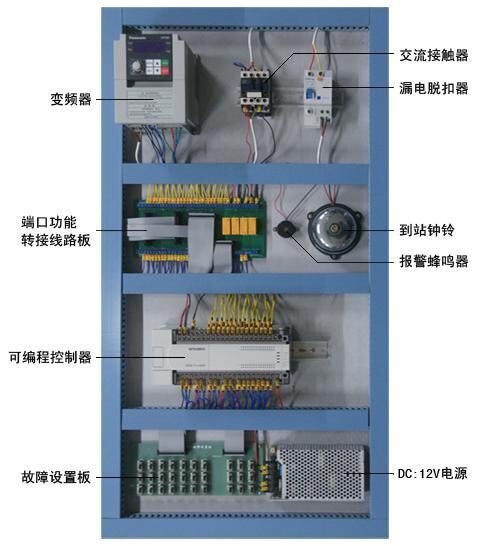 Panasonic
交流接触器
变频器
漏电脱扣器
端口功能
转接线路板
到站钟铃
报警蜂鸣器
可编程控制器
MITSUBISHI
故障设置板
DC:12V电源